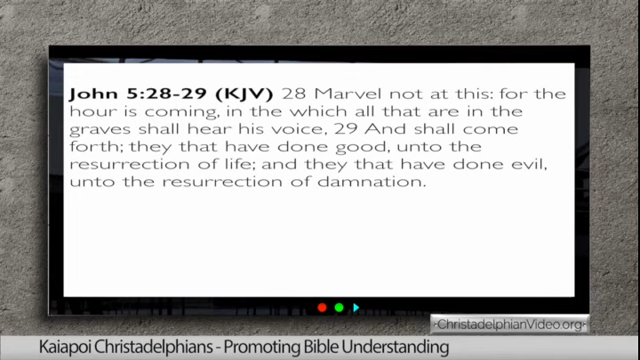 John 5:28-29 (KJV) 28 Marvel not at this: for the
hour is coming, in the which all that are in the
graves shall hear his voice, 29 And shall come
forth; they that have done good, unto the
resurrection of life; and they that have done evil,
unto the resurrection of damnation.
ChristadelphianVideo.org
Kaiapoi Christadelphians - Promoting Bible Understanding